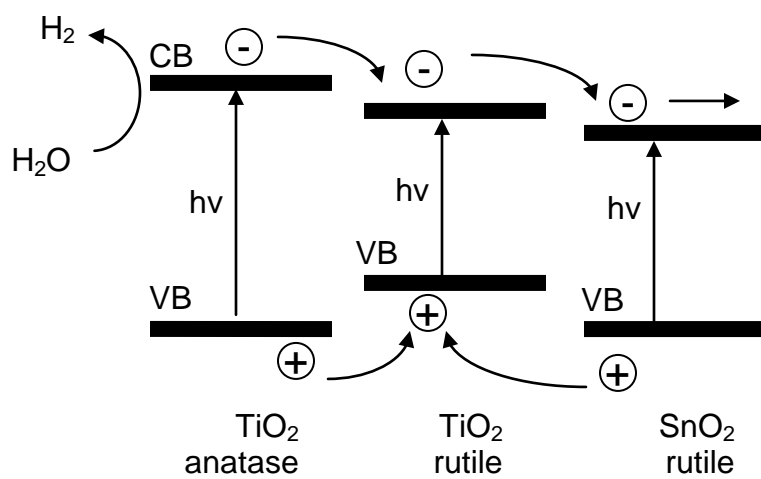 H₂
CB
-
-
-
H₂O
hv
hv
hv
VB
VB
VB
+
+
+
TiO₂
anatase
TiO₂
rutile
SnO₂
rutile